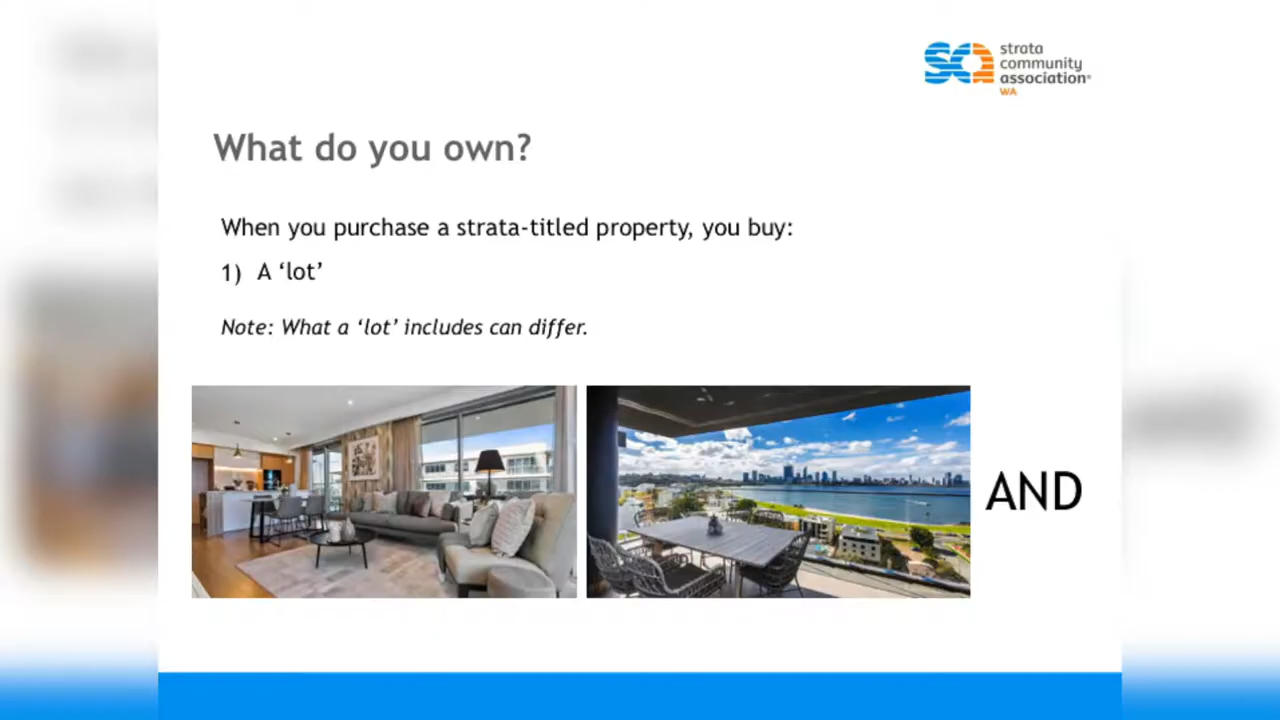 strata
community
association
WA
What do you own?
When you purchase a strata-titled property, you buy:
1) A ‘lot’
Note: What a ‘lot’ includes can differ.
AND